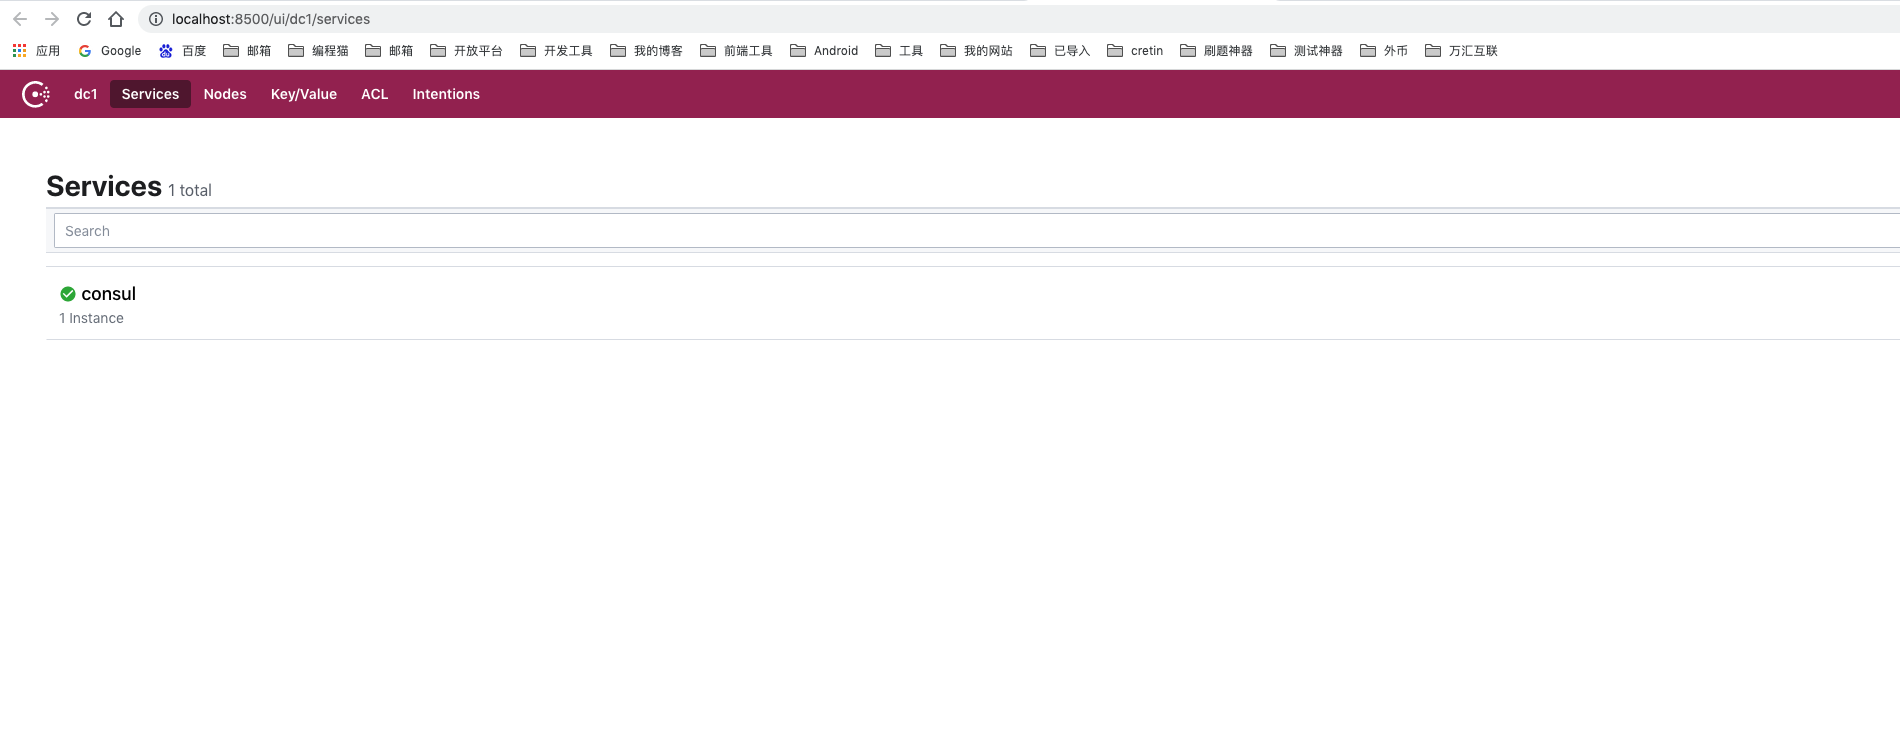 localhost:8500/ui/dc1/services
应用 Google 百度 邮箱 编程猫 邮箱 开放平台 开发工具 我的博客 前端工具 Android 工具 我的网站 已导入 cretin 刷题神器 测试神器 外币 万汇互联
dc1 Services Nodes Key/Value ACL Intentions
Services 1 total
Search
consul
1 Instance